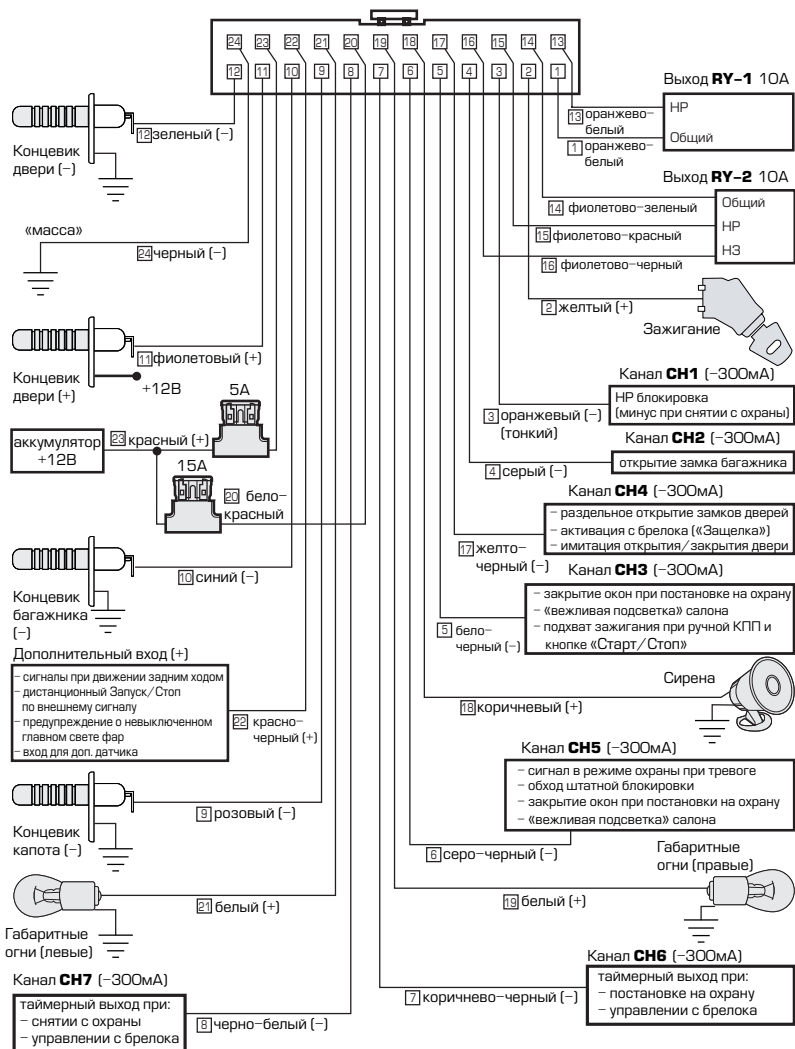 24 23 22 21 20 19 18 17 16 15 14 13
12 11 10 9 8 7 6 5 4 3 2 1
12 зеленый (–)
Концевик
двери (–)
«масса»
24 черный (–)
11 фиолетовый (+)
Концевик
двери (+)
+12В
5А
аккумулятор
+12В
23 красный (+)
15А
20 бело-
красный
10 синий (–)
Концевик
багажника
(–)
Дополнительный вход (+)
– сигналы при движении задним ходом
– дистанционный Запуск/Стоп
по внешнему сигналу
– предупреждение о невыключенном
главном свете фар
– вход для доп. датчика
22 красно-
черный (+)
9 розовый (–)
Концевик
капота (–)
21 белый (+)
Габаритные
огни (левые)
Канал CH7 (–300мА)
таймерный выход при:
– снятии с охраны
– управлении с брелока
8 черно-белый (–)
Выход RY–1 10А
НР
Общий
13 оранжево-
белый
1 оранжево-
белый
Выход RY–2 10А
Общий
НР
НЗ
14 фиолетово-зеленый
15 фиолетово-красный
16 фиолетово-черный
2 желтый (+)
Зажигание
Канал CH1 (–300мА)
НР блокировка
(минус при снятии с охраны)
3 оранжевый (–)
(тонкий)
Канал CH2 (–300мА)
открытие замка багажника
4 серый (–)
Канал CH4 (–300мА)
– раздельное открытие замков дверей
– активация с брелока («Защелка»)
– имитация открытия/закрытия двери
17 желто-
черный (–)
Канал CH3 (–300мА)
– закрытие окон при постановке на охрану
– «вежливая подсветка» салона
– подхват зажигания при ручной КПП и
кнопке «Старт/Стоп»
5 бело-
черный (–)
Сирена
18 коричневый (+)
Канал CH5 (–300мА)
– сигнал в режиме охраны при тревоге
– обход штатной блокировки
– закрытие окон при постановки на охрану
– «вежливая подсветка» салона
6 серо-черный (–)
Габаритные
огни (правые)
19 белый (+)
Канал CH6 (–300мА)
таймерный выход при:
– постановке на охрану
– управлении с брелока
7 коричнево-черный (–)